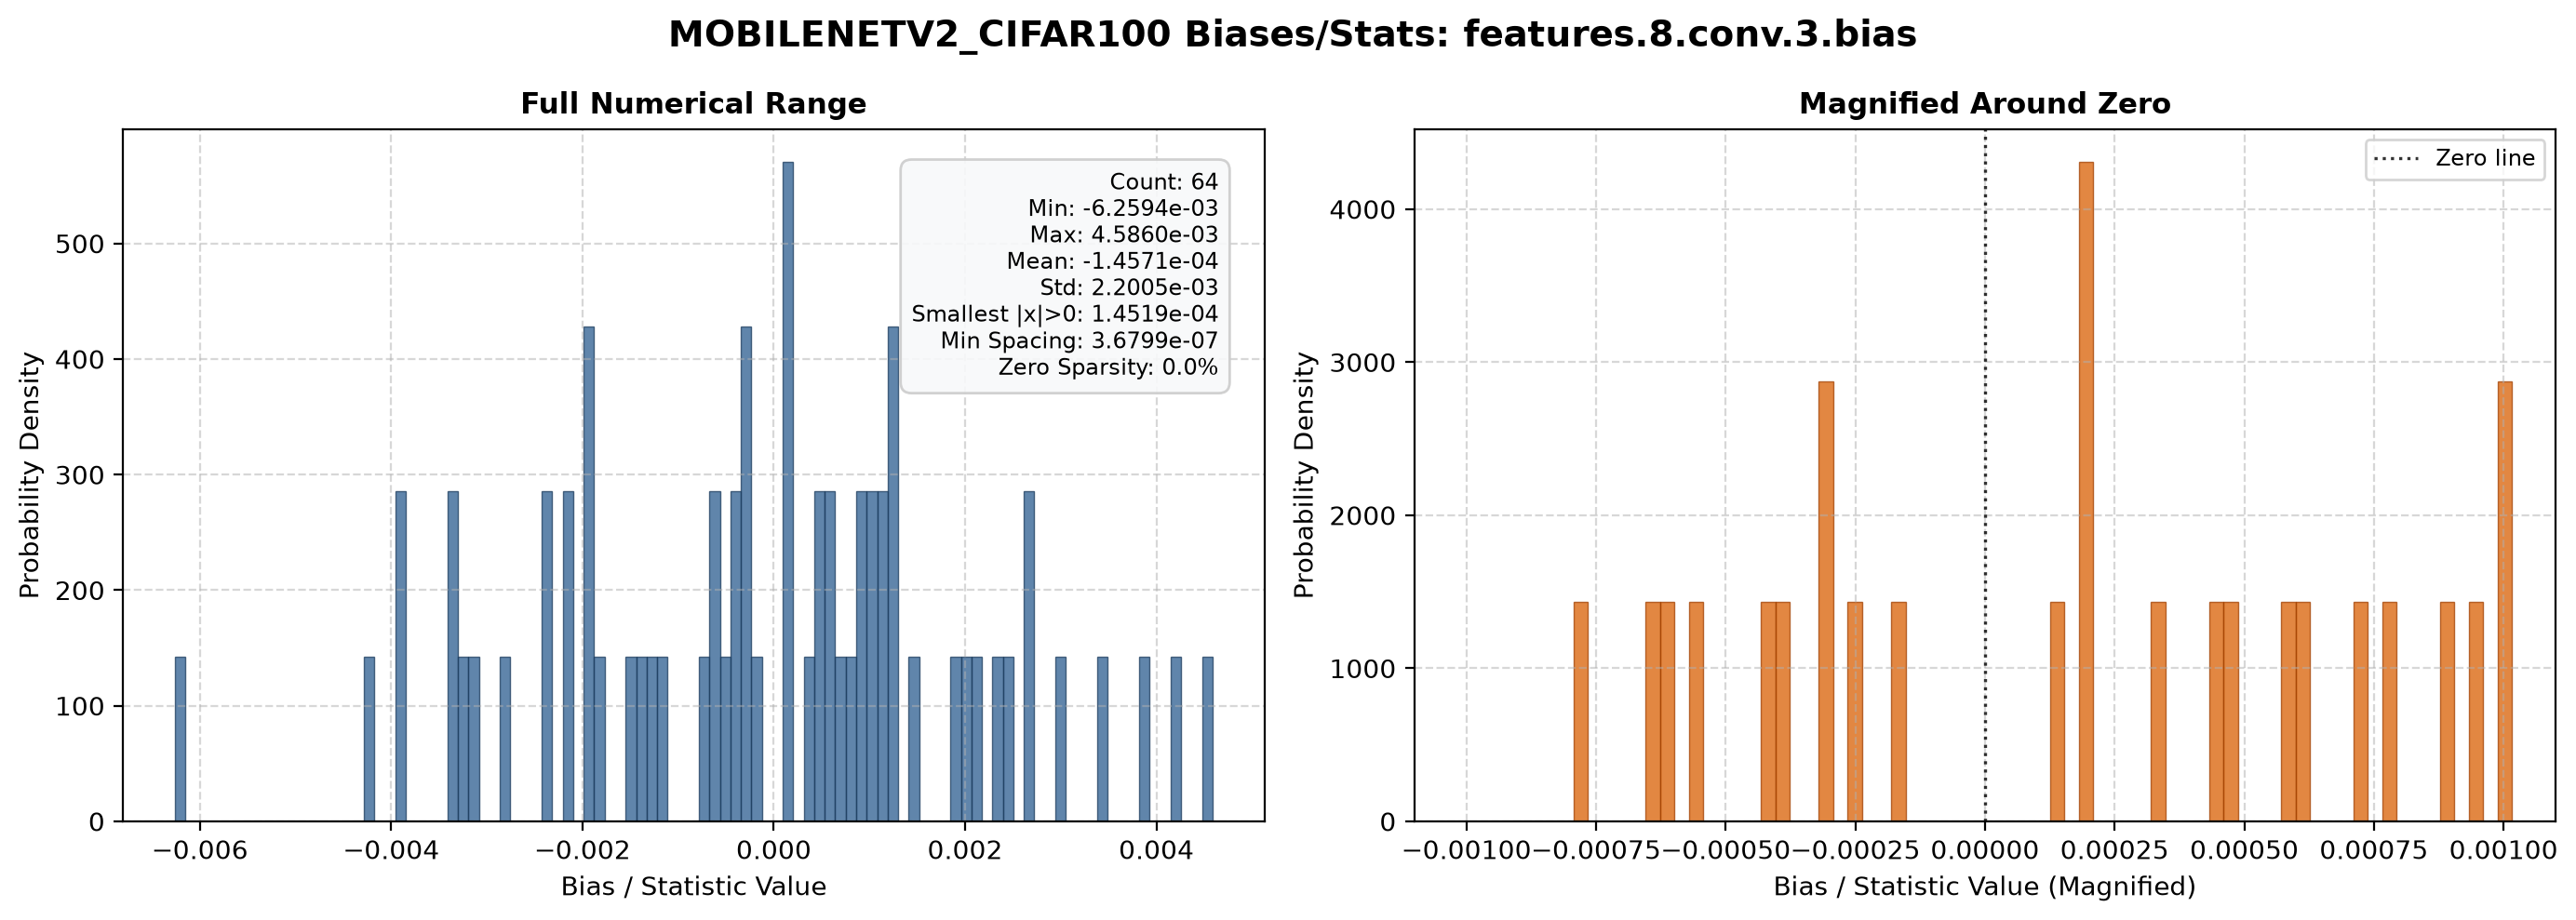 MOBILENETV2_CIFAR100 Biases/Stats: features.8.conv.3.bias
Full Numerical Range
Probability Density
500
400
300
200
100
0
Count: 64
Min: -6.2594e-03
Max: 4.5860e-03
Mean: -1.4571e-04
Std: 2.2005e-03
Smallest |x|>0: 1.4519e-04
Min Spacing: 3.6799e-07
Zero Sparsity: 0.0%
−0.006 −0.004 −0.002 0.000 0.002 0.004
Bias / Statistic Value
Magnified Around Zero
Probability Density
4000
3000
2000
1000
0
Zero line
−0.00100 −0.00075 −0.00050 −0.00025 0.00000 0.00025 0.00050 0.00075 0.00100
Bias / Statistic Value (Magnified)